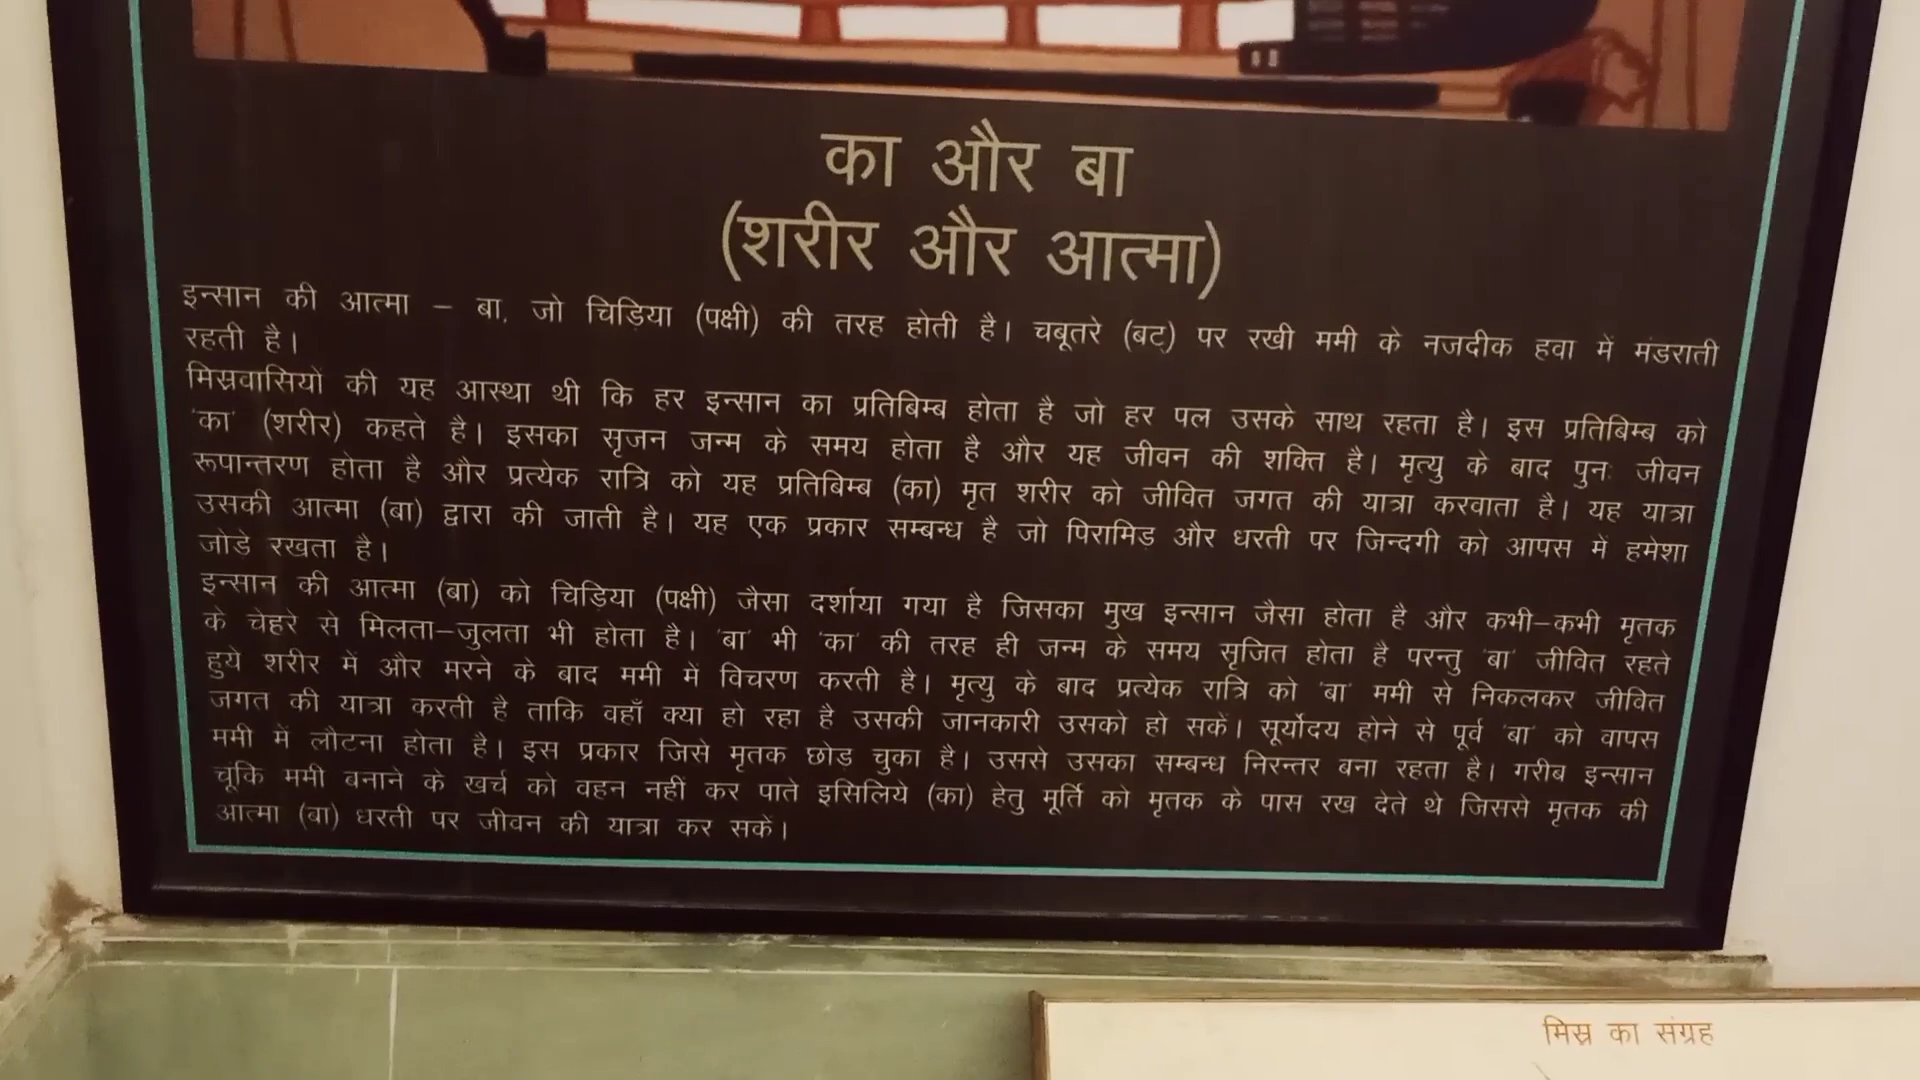 का और बा
(शरीर और आत्मा)
इन्सान की आत्मा – बा, जो चिड़िया (पक्षी) की तरह होती है। चबूतरे (बट्) पर रखी ममी के नजदीक हवा में मंडराती
रहती है।
मिस्रवासियों की यह आस्था थी कि हर इन्सान का प्रतिबिम्ब होता है जो हर पल उसके साथ रहता है। इस प्रतिबिम्ब को
'का' (शरीर) कहते है। इसका सृजन जन्म के समय होता है और यह जीवन की शक्ति है। मृत्यु के बाद पुनः जीवन
रूपान्तरण होता है और प्रत्येक रात्रि को यह प्रतिबिम्ब (का) मृत शरीर को जीवित जगत की यात्रा करवाता है। यह यात्रा
उसकी आत्मा (बा) द्वारा की जाती है। यह एक प्रकार सम्बन्ध है जो पिरामिड़ और धरती पर जिन्दगी को आपस में हमेशा
जोडे रखता है।
इन्सान की आत्मा (बा) को चिड़िया (पक्षी) जैसा दर्शाया गया है जिसका मुख इन्सान जैसा होता है और कभी–कभी मृतक
के चेहरे से मिलता–जुलता भी होता है। 'बा' भी 'का' की तरह ही जन्म के समय सृजित होता है परन्तु 'बा' जीवित रहते
हुये शरीर में और मरने के बाद ममी में विचरण करती है। मृत्यु के बाद प्रत्येक रात्रि को 'बा' ममी से निकलकर जीवित
जगत की यात्रा करती है ताकि वहाँ क्या हो रहा है उसकी जानकारी उसको हो सकें। सूर्योदय होने से पूर्व 'बा' को वापस
ममी में लौटना होता है। इस प्रकार जिसे मृतक छोड़ चुका है। उससे उसका सम्बन्ध निरन्तर बना रहता है। गरीब इन्सान
चूंकि ममी बनाने के खर्च को वहन नहीं कर पाते इसिलिये (का) हेतु मूर्ति को मृतक के पास रख देते थे जिससे मृतक की
आत्मा (बा) धरती पर जीवन की यात्रा कर सकें।
मिस्र का संग्रह